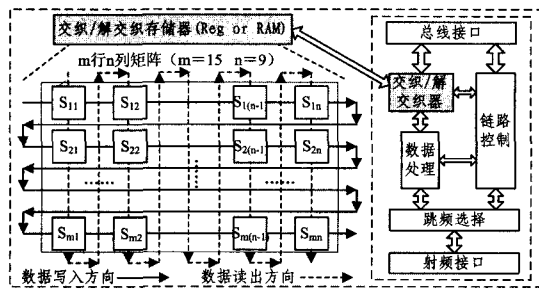 交织/解交织存储器(Reg or RAM)
m行n列矩阵（m=15 n=9）
S11 S12 S1(n-1) S1n
S21 S22 S2(n-1) S2n
…… ⋮ ……
Sm1 Sm2 Sm(n-1) Smn
数据写入方向 数据读出方向
总线接口
交织/解
交织器
链路
控制
数据
处理
跳频选择
射频接口